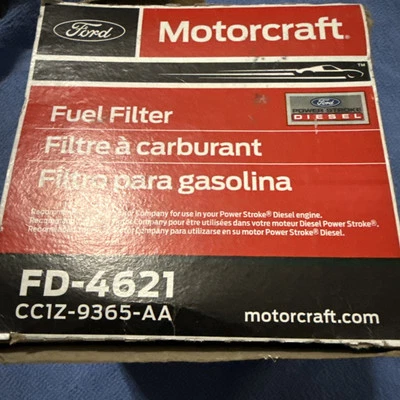 Ford
Motorcraft®
™
Fuel Filter
Filtre à carburant
Filtro para gasolina
Ford
POWER STROKE
DIESEL
Company for use in your Power Stroke® Diesel engine.
Company pour être utilisées dans votre moteur Diesel Power Stroke®.
Motor Company para utilizarse en su motor Power Stroke® Diesel.
FD-4621
CC1Z-9365-AA
motorcraft.com